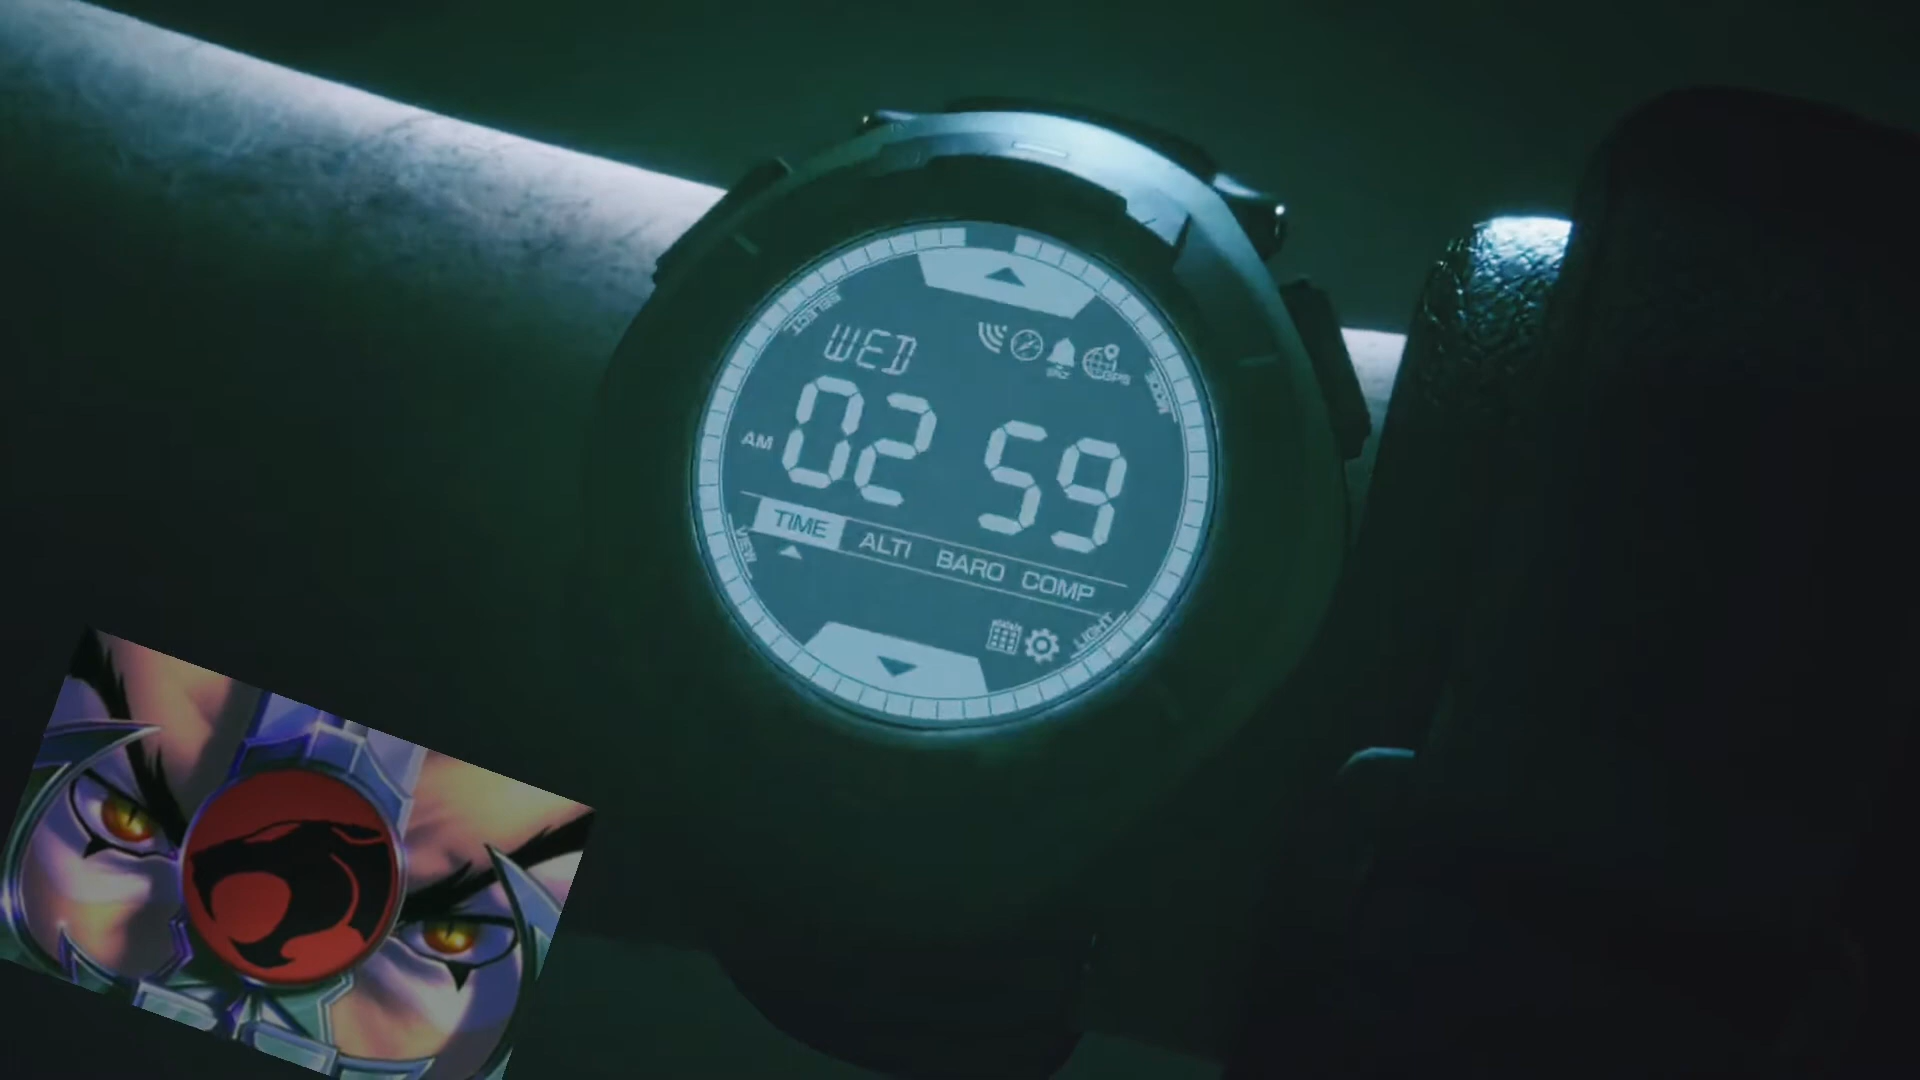 SELECT
WED
GPS
MODE
AM
02 59
TIME ALTI BARO COMP
VIEW
LIGHT